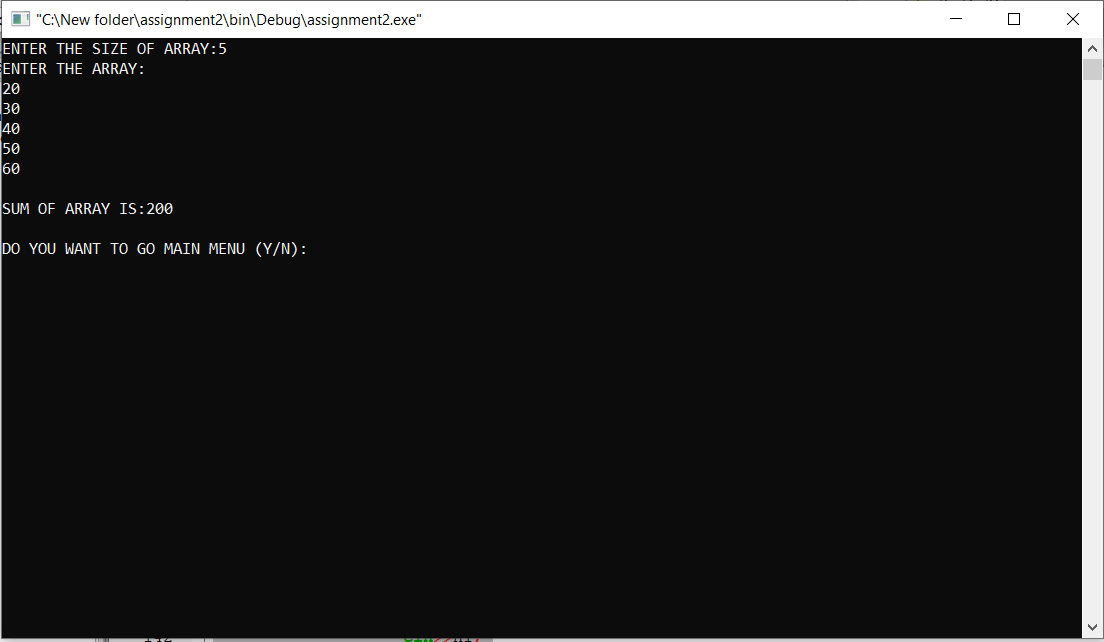 "C:\New folder\assignment2\bin\Debug\assignment2.exe"
ENTER THE SIZE OF ARRAY:5
ENTER THE ARRAY:
20
30
40
50
60
SUM OF ARRAY IS:200
DO YOU WANT TO GO MAIN MENU (Y/N):